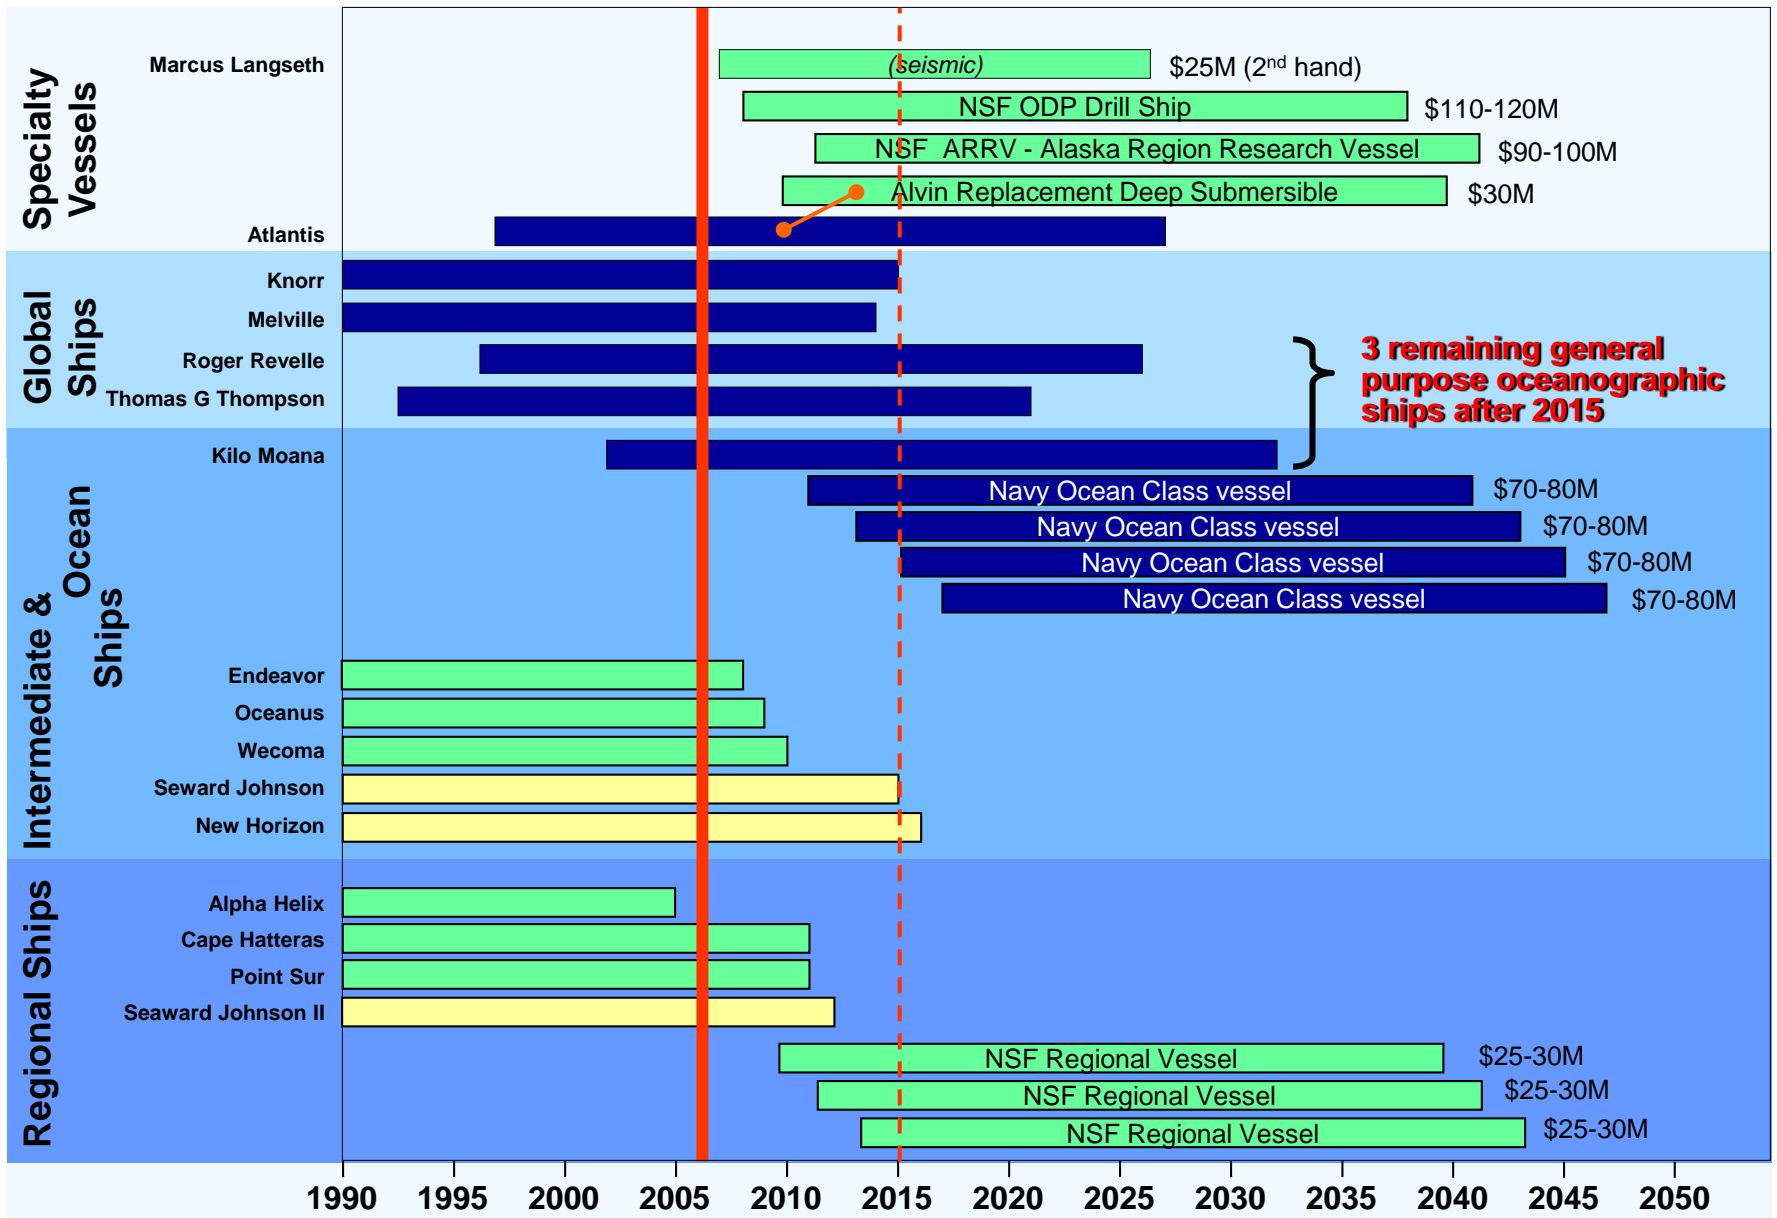 Specialty
Vessels
Marcus Langseth
(seismic)
$25M (2nd hand)
NSF ODP Drill Ship
$110-120M
NSF ARRV - Alaska Region Research Vessel
$90-100M
Alvin Replacement Deep Submersible
$30M
Atlantis
Global
Ships
Knorr
Melville
Roger Revelle
Thomas G Thompson
3 remaining general
purpose oceanographic
ships after 2015
Intermediate &
Ocean
Ships
Kilo Moana
Navy Ocean Class vessel
$70-80M
Navy Ocean Class vessel
$70-80M
Navy Ocean Class vessel
$70-80M
Navy Ocean Class vessel
$70-80M
Endeavor
Oceanus
Wecoma
Seward Johnson
New Horizon
Regional Ships
Alpha Helix
Cape Hatteras
Point Sur
Seaward Johnson II
NSF Regional Vessel
$25-30M
NSF Regional Vessel
$25-30M
NSF Regional Vessel
$25-30M
1990 1995 2000 2005 2010 2015 2020 2025 2030 2035 2040 2045 2050